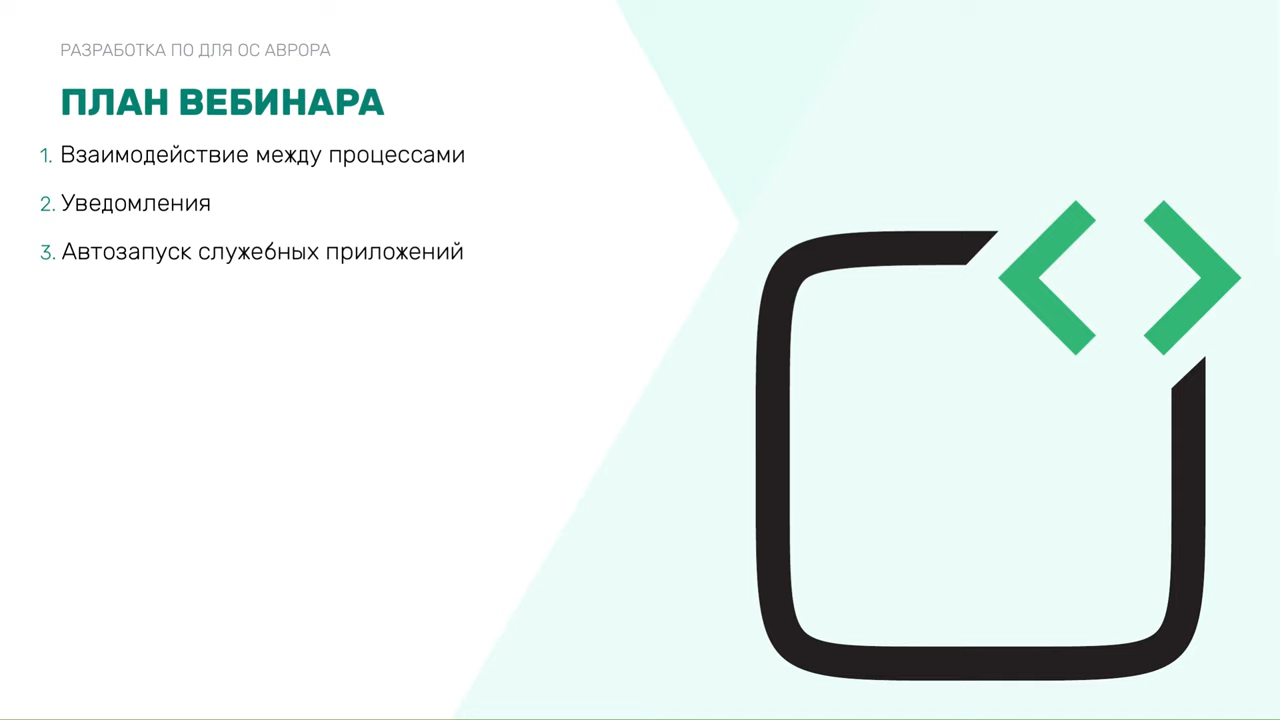 РАЗРАБОТКА ПО ДЛЯ ОС АВРОРА
ПЛАН ВЕБИНАРА
1. Взаимодействие между процессами
2. Уведомления
3. Автозапуск служебных приложений